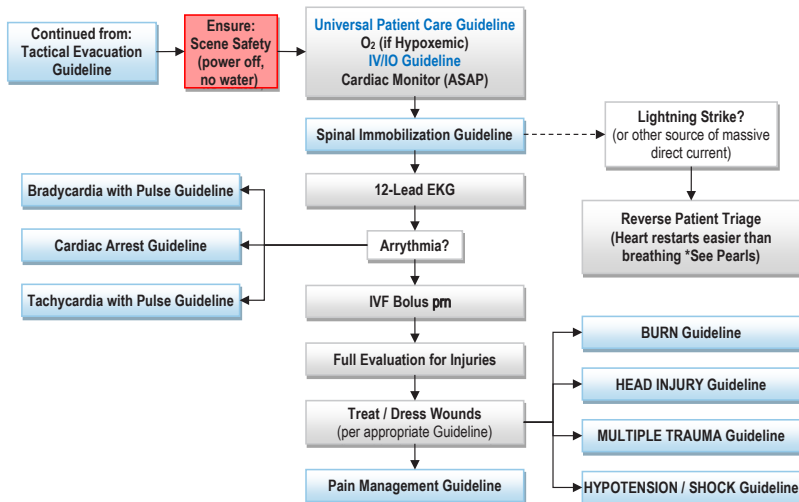 Continued from:
Tactical Evacuation
Guideline
Ensure:
Scene Safety
(power off,
no water)
Universal Patient Care Guideline
O₂ (if Hypoxemic)
IV/IO Guideline
Cardiac Monitor (ASAP)
Spinal Immobilization Guideline
Lightning Strike?
(or other source of massive
direct current)
Reverse Patient Triage
(Heart restarts easier than
breathing *See Pearls)
12-Lead EKG
Arrythmia?
Bradycardia with Pulse Guideline
Cardiac Arrest Guideline
Tachycardia with Pulse Guideline
IVF Bolus prn
Full Evaluation for Injuries
Treat / Dress Wounds
(per appropriate Guideline)
BURN Guideline
HEAD INJURY Guideline
MULTIPLE TRAUMA Guideline
HYPOTENSION / SHOCK Guideline
Pain Management Guideline